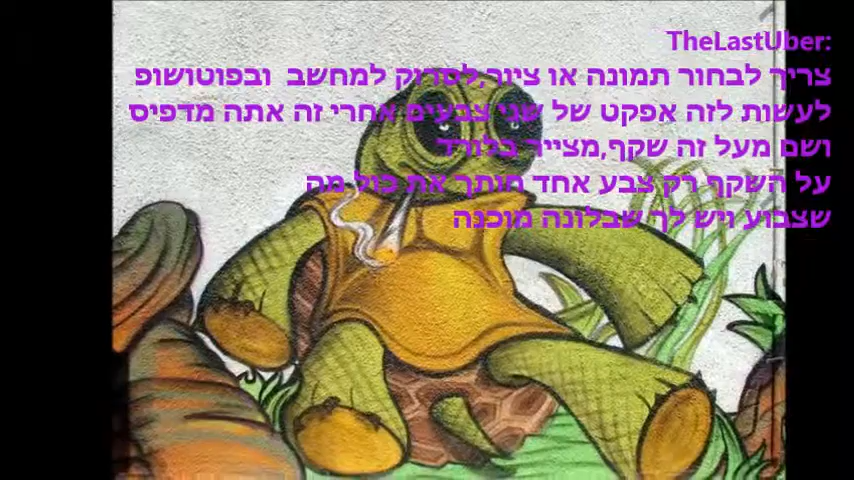 TheLastUber:
צריך לבחור תמונה או ציור,לסרוק למחשב ובפוטושופ
לעשות לזה אפקט של שני צבעים אחרי זה אתה מדפיס
ושם מעל זה שקף,מצייר בלורד
על השקף רק צבע אחד חותך את כול מה
שצבוע ויש לך שבלונה מוכנה